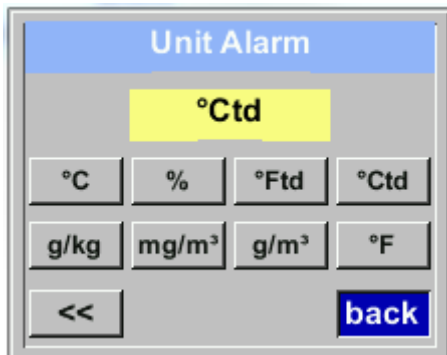 Unit Alarm
°Ctd
°C % °Ftd °Ctd
g/kg mg/m³ g/m³ °F
<< back